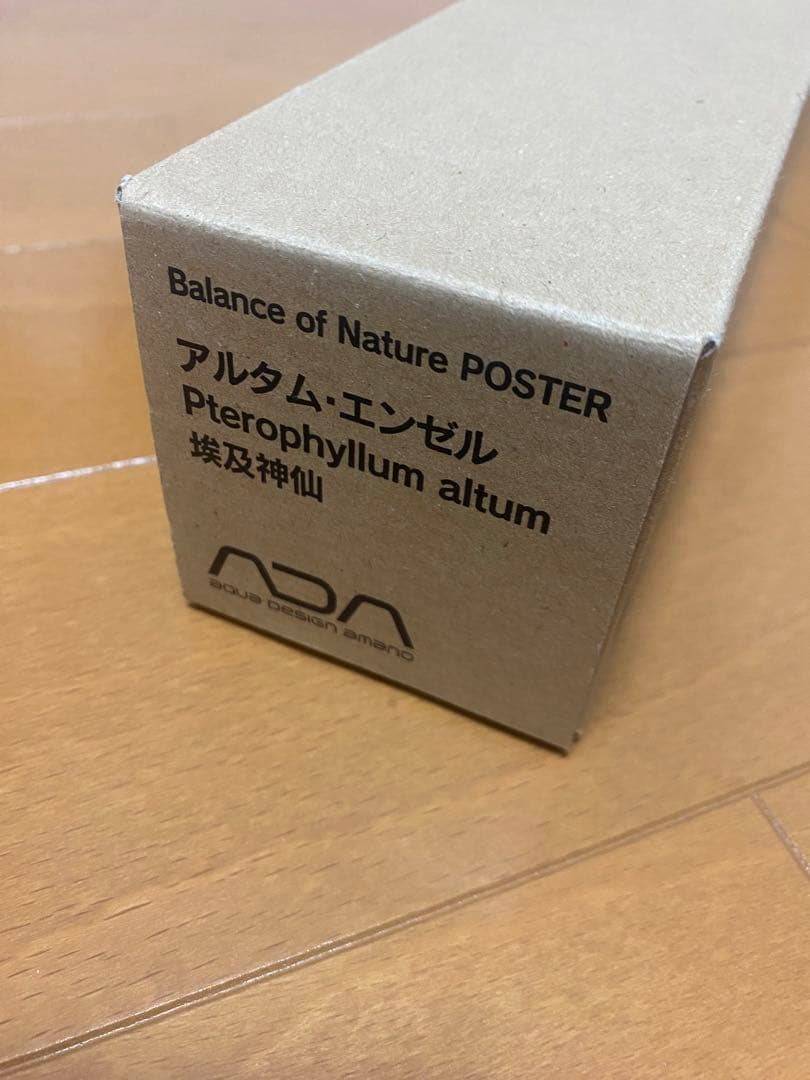 Balance of Nature POSTER
アルタム・エンゼル
Pterophyllum altum
埃及神仙
ADA
aqua Design amano